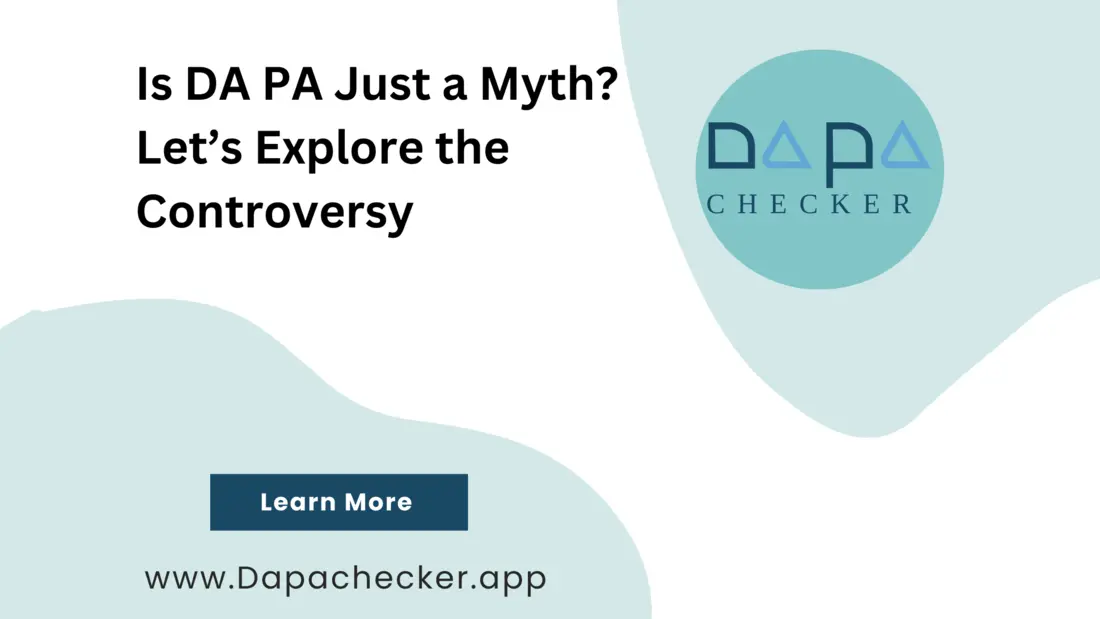 Is DA PA Just a Myth?
Let’s Explore the
Controversy
DAPA
CHECKER
Learn More
www.Dapachecker.app